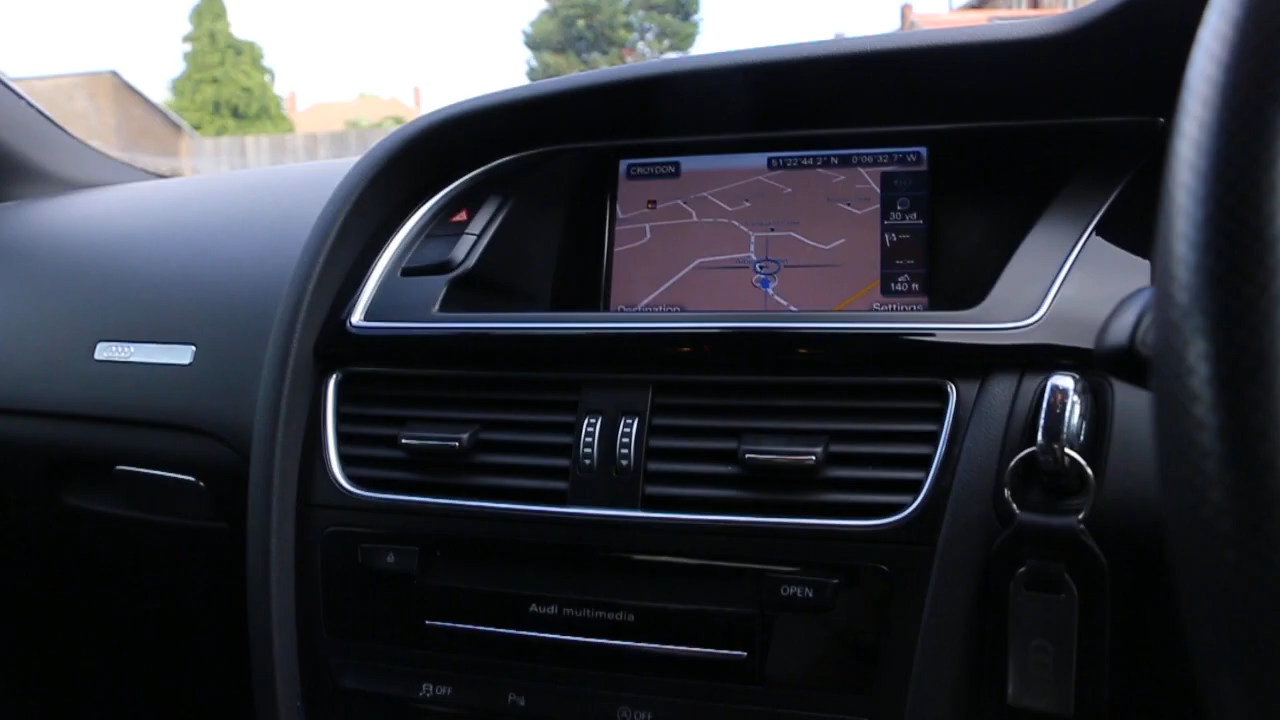 CROYDON
51°22'44.2" N 0°06'32.7" W
30 yd
---
--:--
140 ft
Destination
Settings
OPEN
Audi multimedia
OFF
OFF